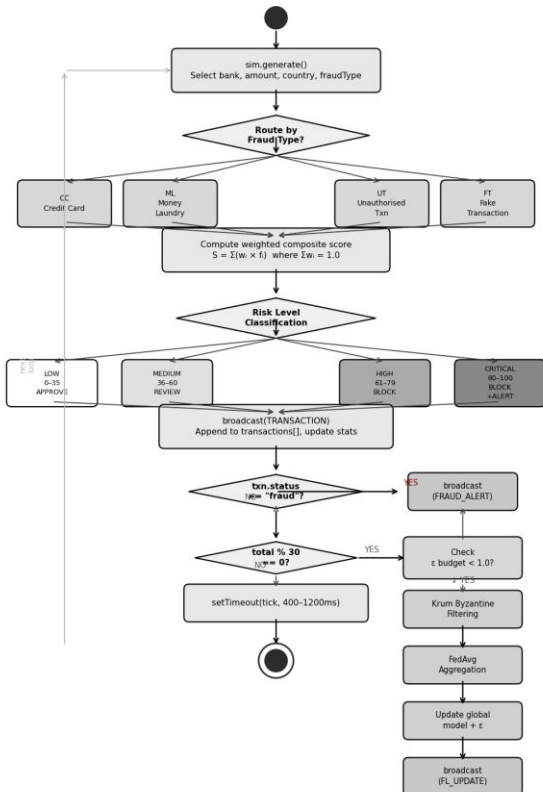 sim.generate()
Select bank, amount, country, fraudType
Route by
FraudType?
CC
Credit Card
ML
Money
Laundry
UT
Unauthorised
Txn
FT
Fake
Transaction
Compute weighted composite score
S = Σ(wᵢ × fᵢ) where Σwᵢ = 1.0
Risk Level
Classification
next
loop
LOW
0–35
APPROVE
MEDIUM
36–60
REVIEW
HIGH
61–79
BLOCK
CRITICAL
80–100
BLOCK
+ALERT
broadcast(TRANSACTION)
Append to transactions[], update stats
txn.status
== "fraud"?
YES
NO
broadcast
(FRAUD_ALERT)
total % 30
== 0?
YES
NO
Check
ε budget < 1.0?
↓ YES
setTimeout(tick, 400–1200ms)
Krum Byzantine
Filtering
FedAvg
Aggregation
Update global
model + ε
broadcast
(FL_UPDATE)